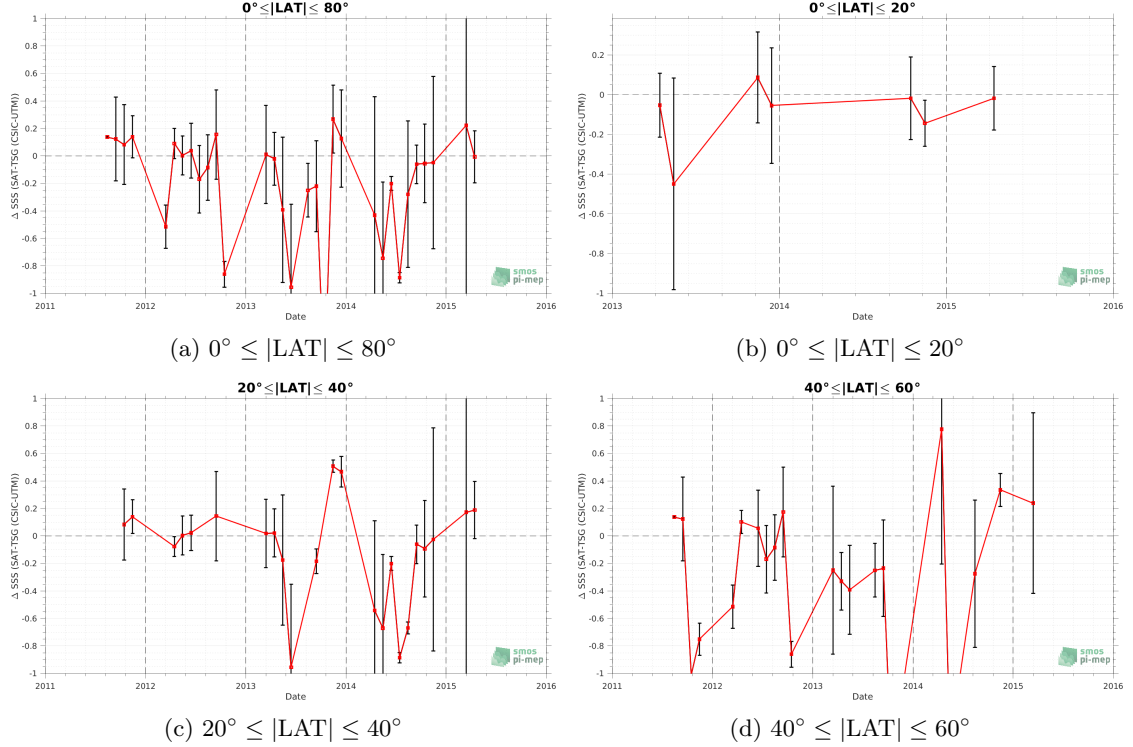 0°≤|LAT|≤ 80°
Δ SSS (SAT-TSG (CSIC-UTM))
1
0.8
0.6
0.4
0.2
0
-0.2
-0.4
-0.6
-0.8
-1
2011 2012 2013 2014 2015 2016
Date
smos
pi-mep
(a) 0° ≤ |LAT| ≤ 80°
0°≤|LAT|≤ 20°
Δ SSS (SAT-TSG (CSIC-UTM))
0.2
0
-0.2
-0.4
-0.6
-0.8
-1
2013 2014 2015 2016
Date
smos
pi-mep
(b) 0° ≤ |LAT| ≤ 20°
20°≤|LAT|≤ 40°
Δ SSS (SAT-TSG (CSIC-UTM))
1
0.8
0.6
0.4
0.2
0
-0.2
-0.4
-0.6
-0.8
-1
2011 2012 2013 2014 2015 2016
Date
smos
pi-mep
(c) 20° ≤ |LAT| ≤ 40°
40°≤|LAT|≤ 60°
Δ SSS (SAT-TSG (CSIC-UTM))
1
0.8
0.6
0.4
0.2
0
-0.2
-0.4
-0.6
-0.8
-1
2011 2012 2013 2014 2015 2016
Date
smos
pi-mep
(d) 40° ≤ |LAT| ≤ 60°